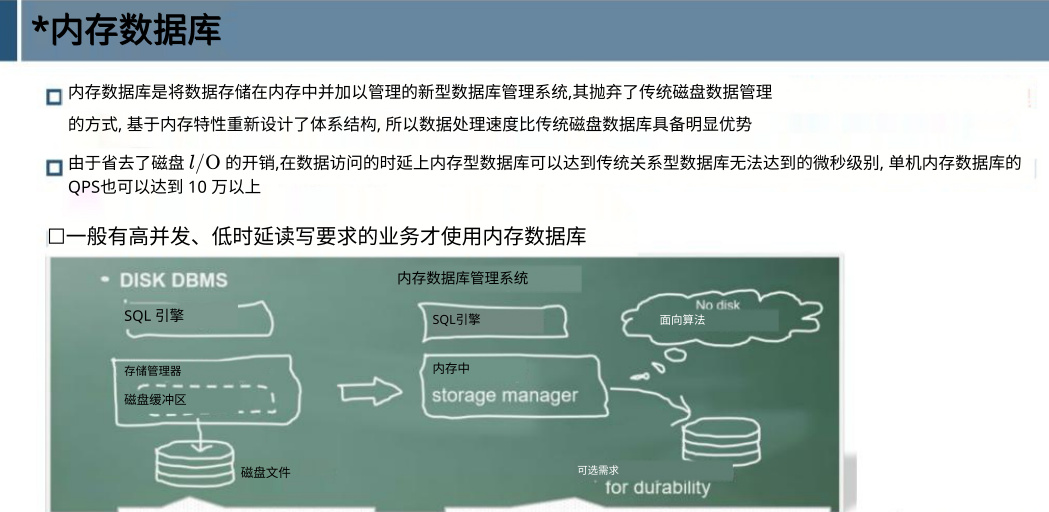 *内存数据库
内存数据库是将数据存储在内存中并加以管理的新型数据库管理系统,其抛弃了传统磁盘数据管理
的方式, 基于内存特性重新设计了体系结构, 所以数据处理速度比传统磁盘数据库具备明显优势
由于省去了磁盘 l/O 的开销,在数据访问的时延上内存型数据库可以达到传统关系型数据库无法达到的微秒级别, 单机内存数据库的
QPS也可以达到 10 万以上
□一般有高并发、低时延读写要求的业务才使用内存数据库
• DISK DBMS
SQL 引擎
存储管理器
磁盘缓冲区
磁盘文件
内存数据库管理系统
SQL引擎
内存中
storage manager
No disk
面向算法
可选需求
for durability